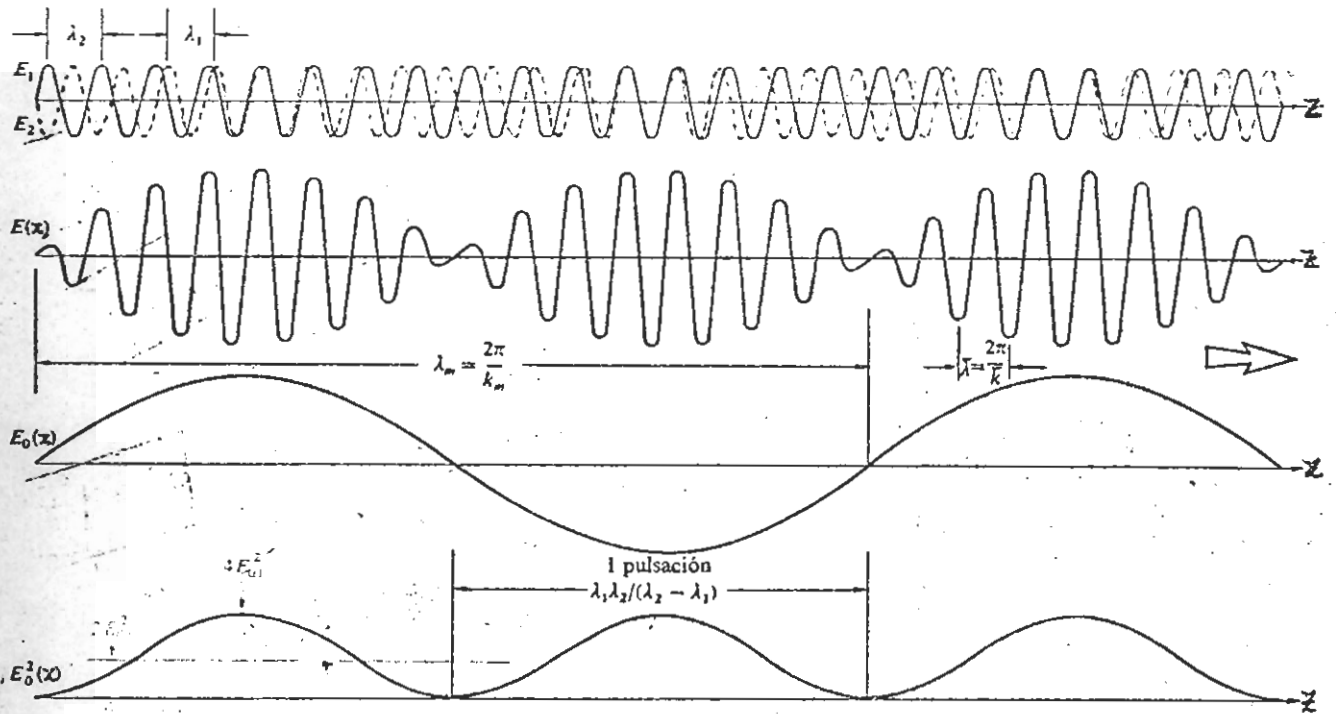 λ₂ λ₁
E₁
E₂
z
E(x)
z
λₘ = 2π/kₘ
λ̄ = 2π/k̄
E₀(x)
z
1 pulsación
λ₁λ₂/(λ₂ − λ₁)
E₀²(x)
z